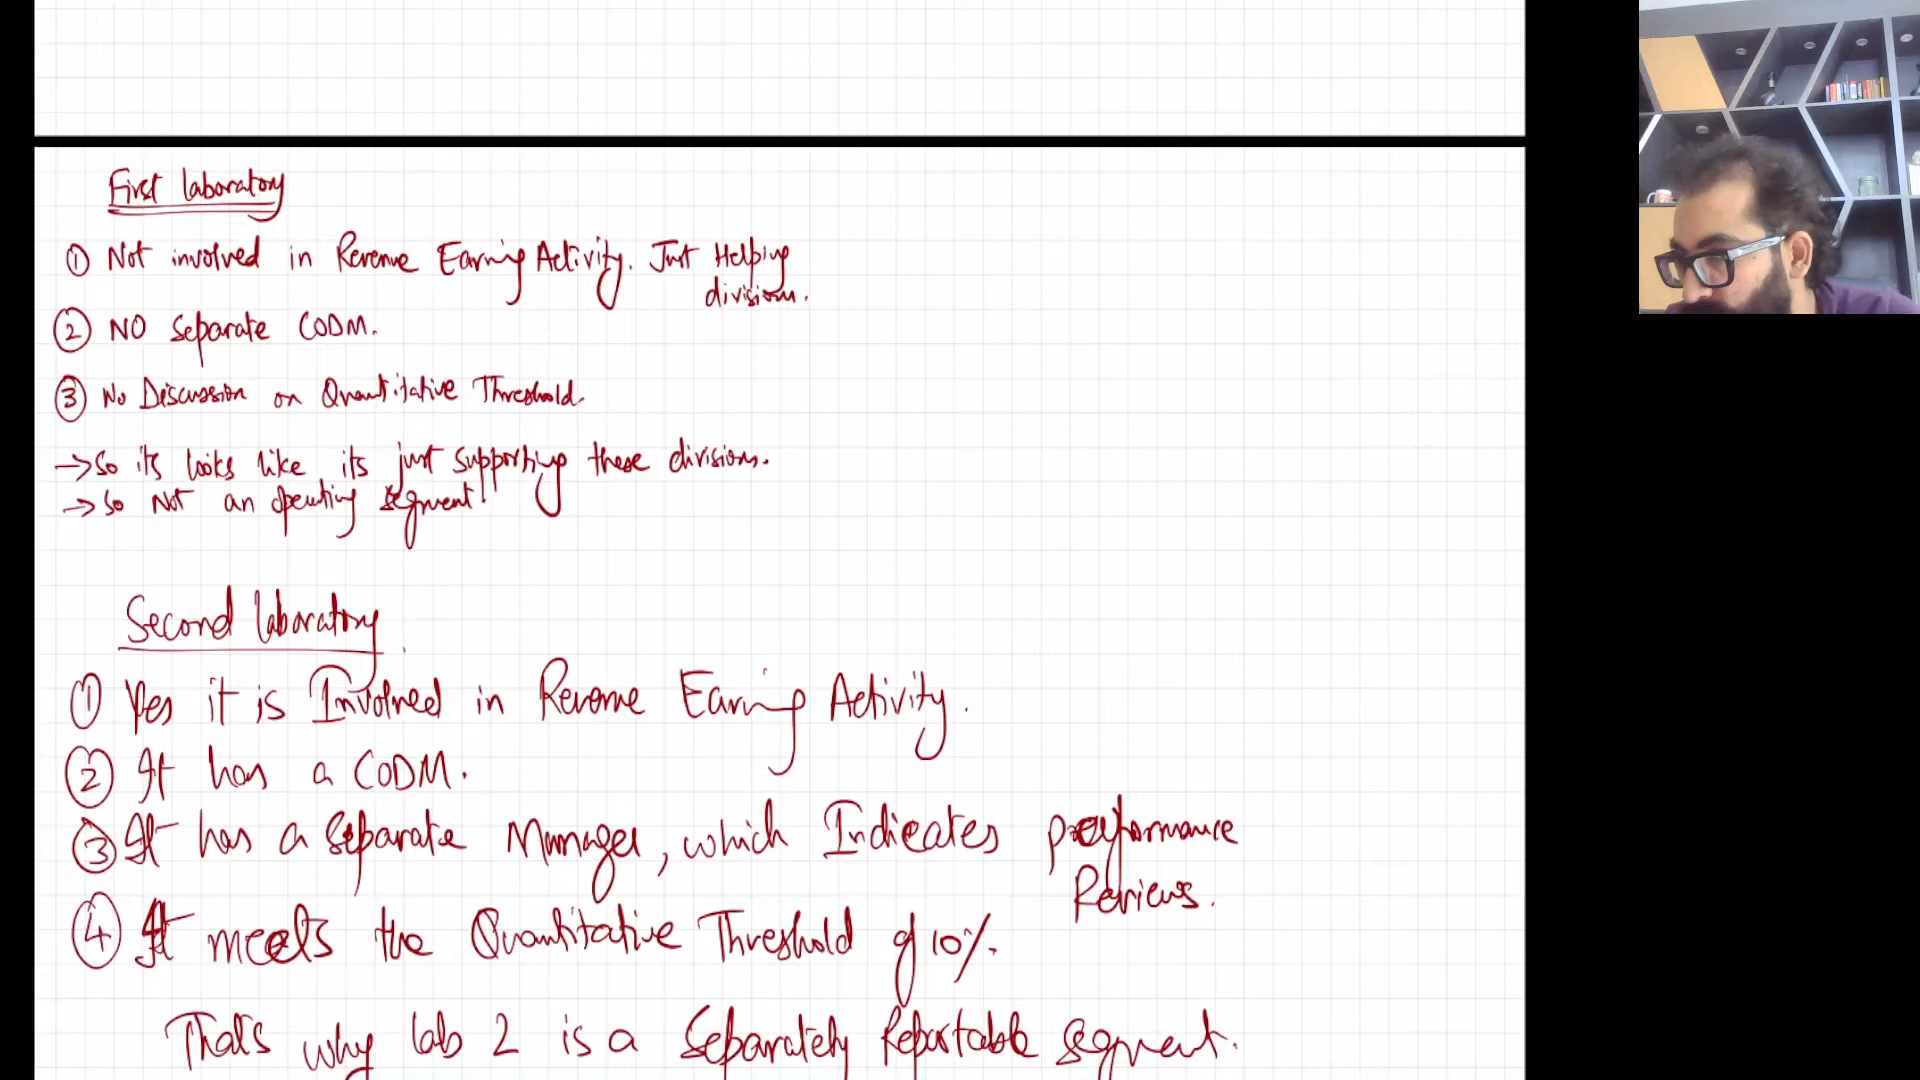 First laboratory
① Not involved in Revenue Earning Activity. Just Helping
divisions.
② NO separate CODM.
③ No Discussion on Quantitative Threshold.
→ So its looks like its just supporting these divisions.
→ So Not an operating segment.
Second laboratory
① Yes it is Involved in Revenue Earning Activity.
② It has a CODM.
③ It has a Separate Manager, which Indicates performance
Reviews.
④ It meets the Quantitative Threshold of 10%.
That's why lab 2 is a Separately Reportable segment.